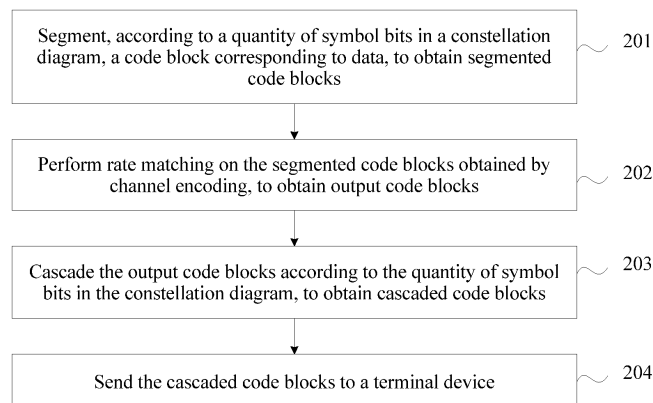 Segment, according to a quantity of symbol bits in a constellation
diagram, a code block corresponding to data, to obtain segmented
code blocks
201
Perform rate matching on the segmented code blocks obtained by
channel encoding, to obtain output code blocks
202
Cascade the output code blocks according to the quantity of symbol
bits in the constellation diagram, to obtain cascaded code blocks
203
Send the cascaded code blocks to a terminal device
204